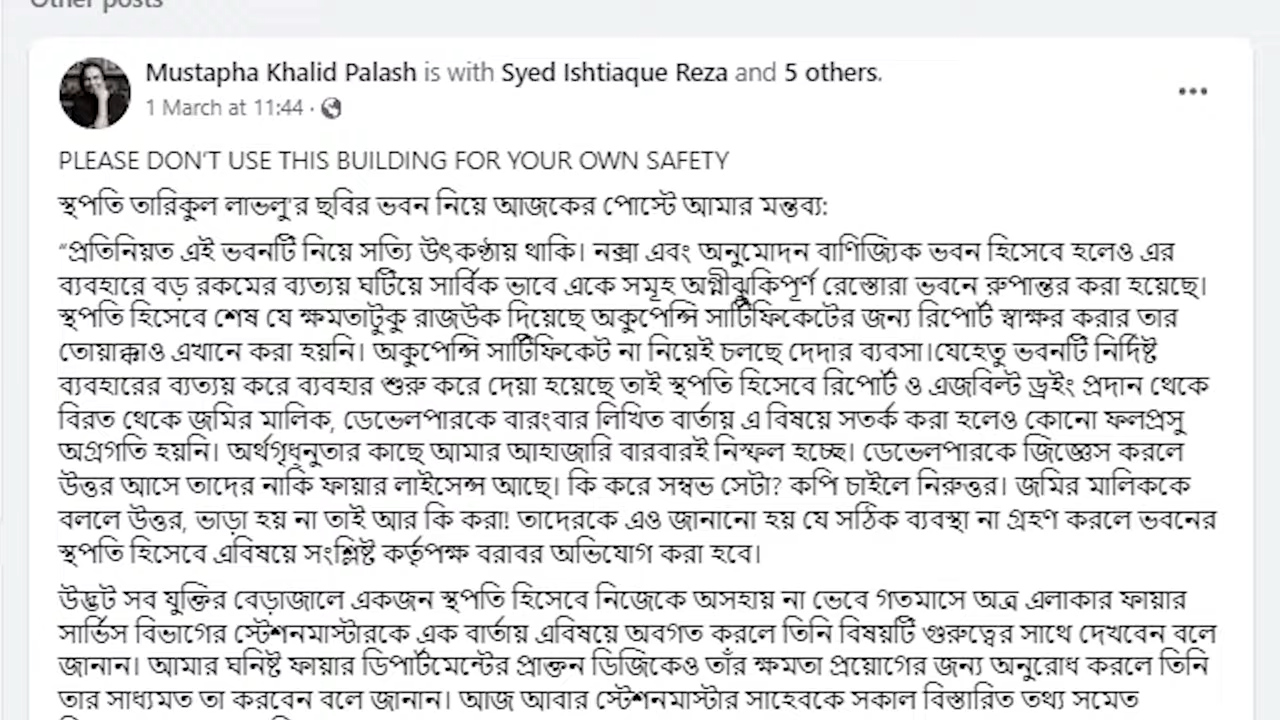 Other posts
Mustapha Khalid Palash is with Syed Ishtiaque Reza and 5 others.
1 March at 11:44 ·
PLEASE DON'T USE THIS BUILDING FOR YOUR OWN SAFETY
স্থপতি তারিকুল লাভলু'র ছবির ভবন নিয়ে আজকের পোস্টে আমার মন্তব্য:
“প্রতিনিয়ত এই ভবনটি নিয়ে সত্যি উৎকণ্ঠায় থাকি। নক্সা এবং অনুমোদন বাণিজ্যিক ভবন হিসেবে হলেও এর
ব্যবহারে বড় রকমের ব্যত্যয় ঘটিয়ে সার্বিক ভাবে একে সমূহ অগ্নীঝুকিপূর্ণ রেস্তোরা ভবনে রুপান্তর করা হয়েছে।
স্থপতি হিসেবে শেষ যে ক্ষমতাটুকু রাজউক দিয়েছে অকুপেন্সি সার্টিফিকেটের জন্য রিপোর্ট স্বাক্ষর করার তার
তোয়াক্কাও এখানে করা হয়নি। অকুপেন্সি সার্টিফিকেট না নিয়েই চলছে দেদার ব্যবসা।যেহেতু ভবনটি নির্দিষ্ট
ব্যবহারের ব্যত্যয় করে ব্যবহার শুরু করে দেয়া হয়েছে তাই স্থপতি হিসেবে রিপোর্ট ও এজবিল্ট ড্রইং প্রদান থেকে
বিরত থেকে জমির মালিক, ডেভেলপারকে বারংবার লিখিত বার্তায় এ বিষয়ে সতর্ক করা হলেও কোনো ফলপ্রসু
অগ্রগতি হয়নি। অর্থগৃধ্নুতার কাছে আমার আহাজারি বারবারই নিস্ফল হচ্ছে। ডেভেলপারকে জিজ্ঞেস করলে
উত্তর আসে তাদের নাকি ফায়ার লাইসেন্স আছে। কি করে সম্বভ সেটা? কপি চাইলে নিরুত্তর। জমির মালিককে
বললে উত্তর, ভাড়া হয় না তাই আর কি করা! তাদেরকে এও জানানো হয় যে সঠিক ব্যবস্থা না গ্রহণ করলে ভবনের
স্থপতি হিসেবে এবিষয়ে সংশ্লিষ্ট কর্তৃপক্ষ বরাবর অভিযোগ করা হবে।
উদ্ভট সব যুক্তির বেড়াজালে একজন স্থপতি হিসেবে নিজেকে অসহায় না ভেবে গতমাসে অত্র এলাকার ফায়ার
সার্ভিস বিভাগের স্টেশনমাস্টারকে এক বার্তায় এবিষয়ে অবগত করলে তিনি বিষয়টি গুরুত্বের সাথে দেখবেন বলে
জানান। আমার ঘনিষ্ট ফায়ার ডিপার্টমেন্টের প্রাক্তন ডিজিকেও তাঁর ক্ষমতা প্রয়োগের জন্য অনুরোধ করলে তিনি
তার সাধ্যমত তা করবেন বলে জানান। আজ আবার স্টেশনমাস্টার সাহেবকে সকাল বিস্তারিত তথ্য সমেত